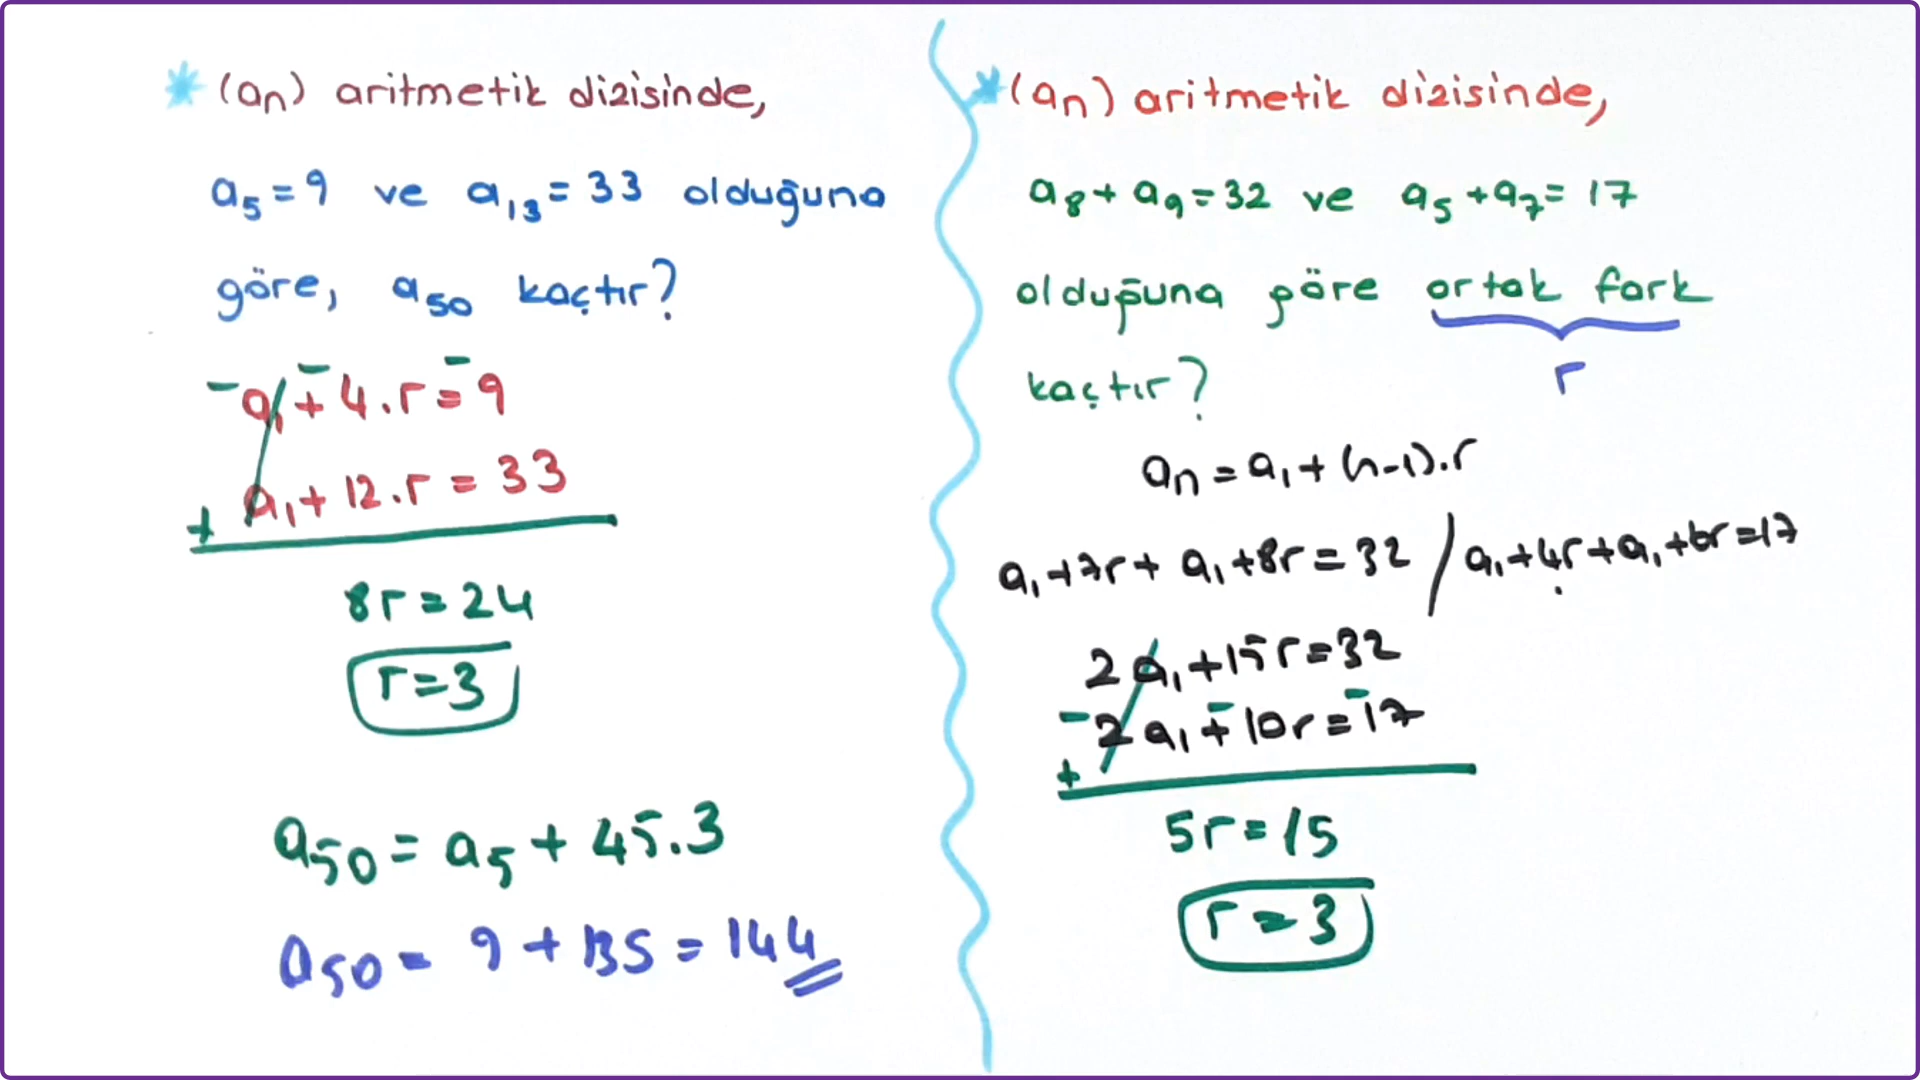 * (an) aritmetik dizisinde,
a5 = 9 ve a13 = 33 olduğuna
göre, a50 kaçtır?
- a1 + - 4.r = - 9
+ a1 + 12.r = 33
8r = 24
r = 3
a50 = a5 + 45.3
a50 = 9 + 135 = 144
* (an) aritmetik dizisinde,
a8 + a9 = 32 ve a5 + a7 = 17
olduğuna göre ortak fark
r
kaçtır?
an = a1 + (n-1).r
a1 + 7r + a1 + 8r = 32 / a1 + 4r + a1 + 6r = 17
2a1 + 15r = 32
- 2a1 + - 10r = - 17
+
5r = 15
r = 3